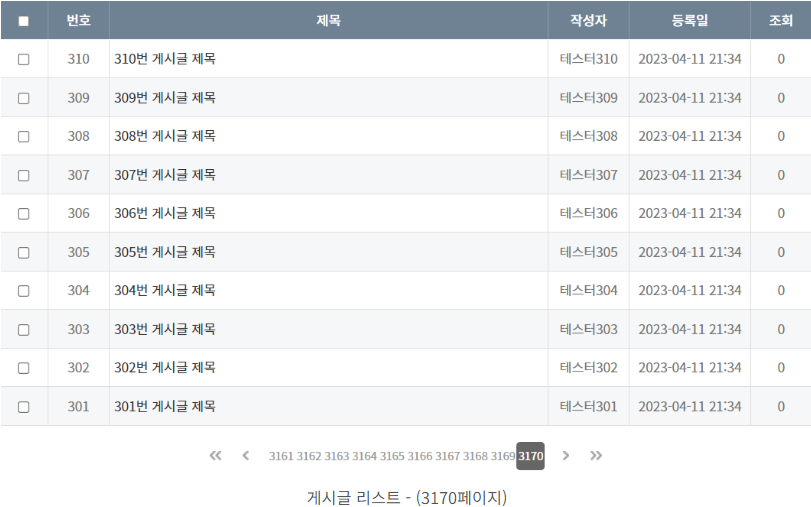 번호 제목 작성자 등록일 조회
310 310번 게시글 제목 테스터310 2023-04-11 21:34 0
309 309번 게시글 제목 테스터309 2023-04-11 21:34 0
308 308번 게시글 제목 테스터308 2023-04-11 21:34 0
307 307번 게시글 제목 테스터307 2023-04-11 21:34 0
306 306번 게시글 제목 테스터306 2023-04-11 21:34 0
305 305번 게시글 제목 테스터305 2023-04-11 21:34 0
304 304번 게시글 제목 테스터304 2023-04-11 21:34 0
303 303번 게시글 제목 테스터303 2023-04-11 21:34 0
302 302번 게시글 제목 테스터302 2023-04-11 21:34 0
301 301번 게시글 제목 테스터301 2023-04-11 21:34 0
3161 3162 3163 3164 3165 3166 3167 3168 3169 3170
게시글 리스트 - (3170페이지)